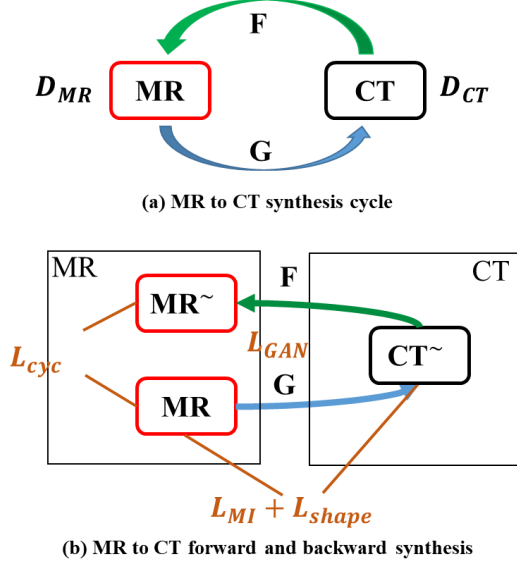 F
D_MR MR CT D_CT
G
(a) MR to CT synthesis cycle
MR CT
F
MR~
L_GAN
CT~
L_cyc
G
MR
L_MI + L_shape
(b) MR to CT forward and backward synthesis